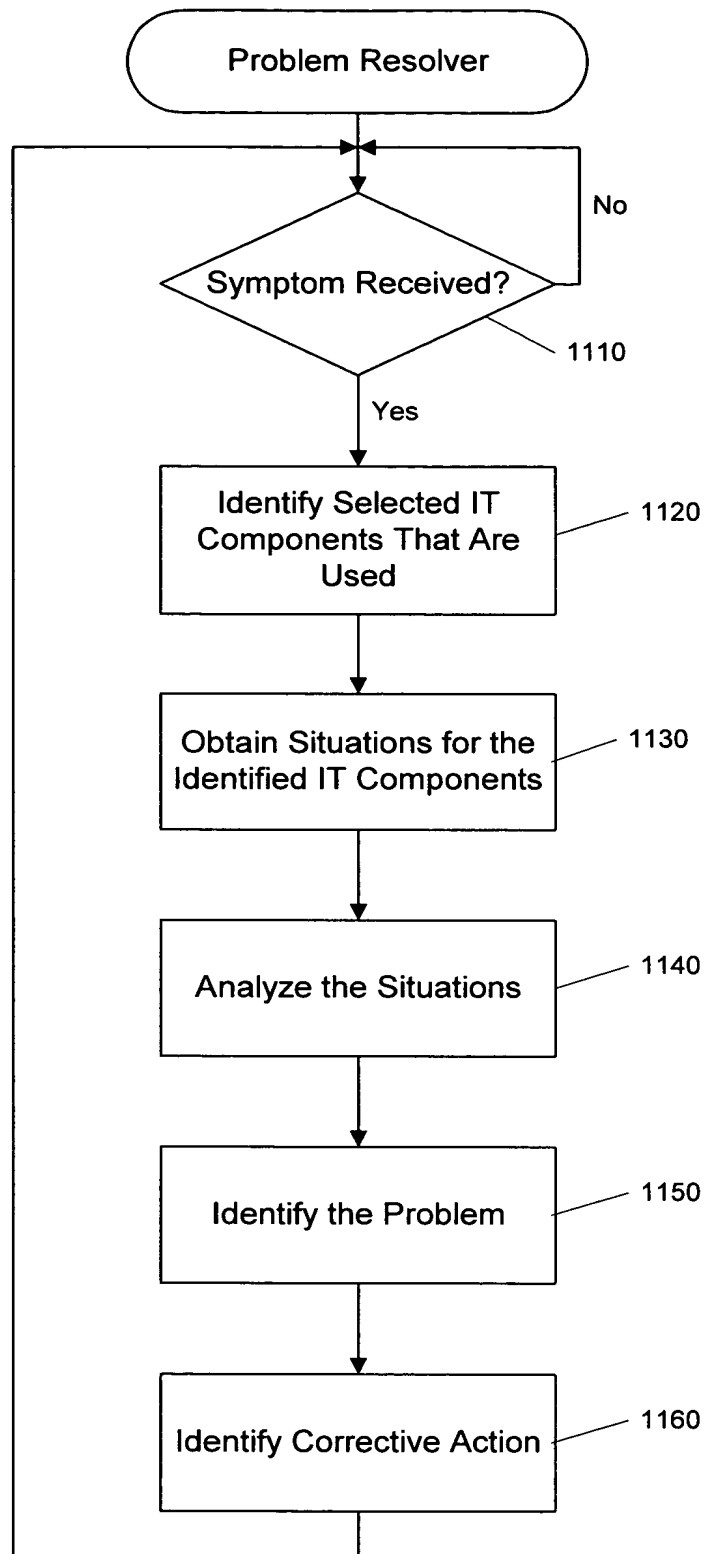 Problem Resolver
No
Symptom Received?
1110
Yes
Identify Selected IT
Components That Are
Used
1120
Obtain Situations for the
Identified IT Components
1130
Analyze the Situations
1140
Identify the Problem
1150
Identify Corrective Action
1160